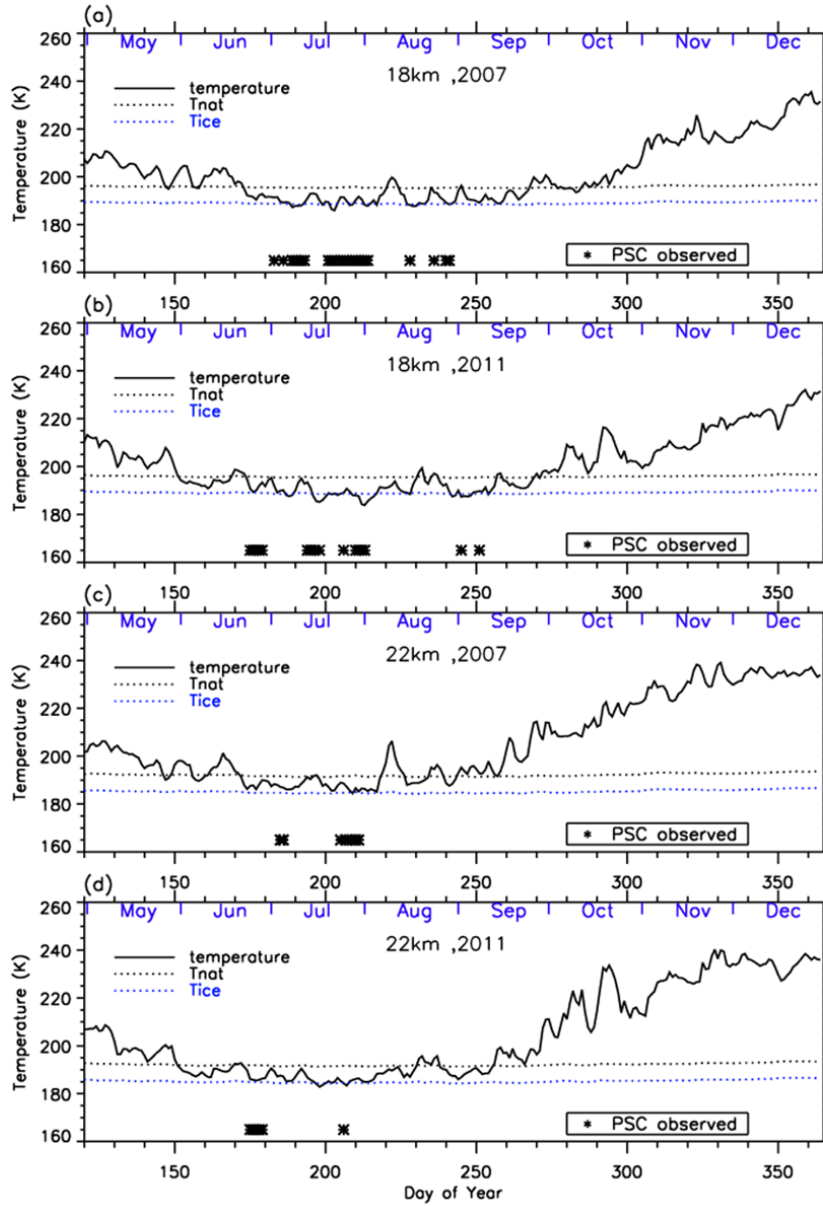 (a)
260
| May | Jun | Jul | Aug | Sep | Oct | Nov | Dec
240
temperature
18km ,2007
Tnat
220
Tice
200
180
* PSC observed
160
150 200 250 300 350
Temperature (K)
(b)
260
| May | Jun | Jul | Aug | Sep | Oct | Nov | Dec
240
temperature
18km ,2011
Tnat
220
Tice
200
180
* PSC observed
160
150 200 250 300 350
Temperature (K)
(c)
260
| May | Jun | Jul | Aug | Sep | Oct | Nov | Dec
240
temperature
22km ,2007
Tnat
220
Tice
200
180
* PSC observed
160
150 200 250 300 350
Temperature (K)
(d)
260
| May | Jun | Jul | Aug | Sep | Oct | Nov | Dec
240
temperature
22km ,2011
Tnat
220
Tice
200
180
* PSC observed
160
150 200 250 300 350
Temperature (K)
Day of Year